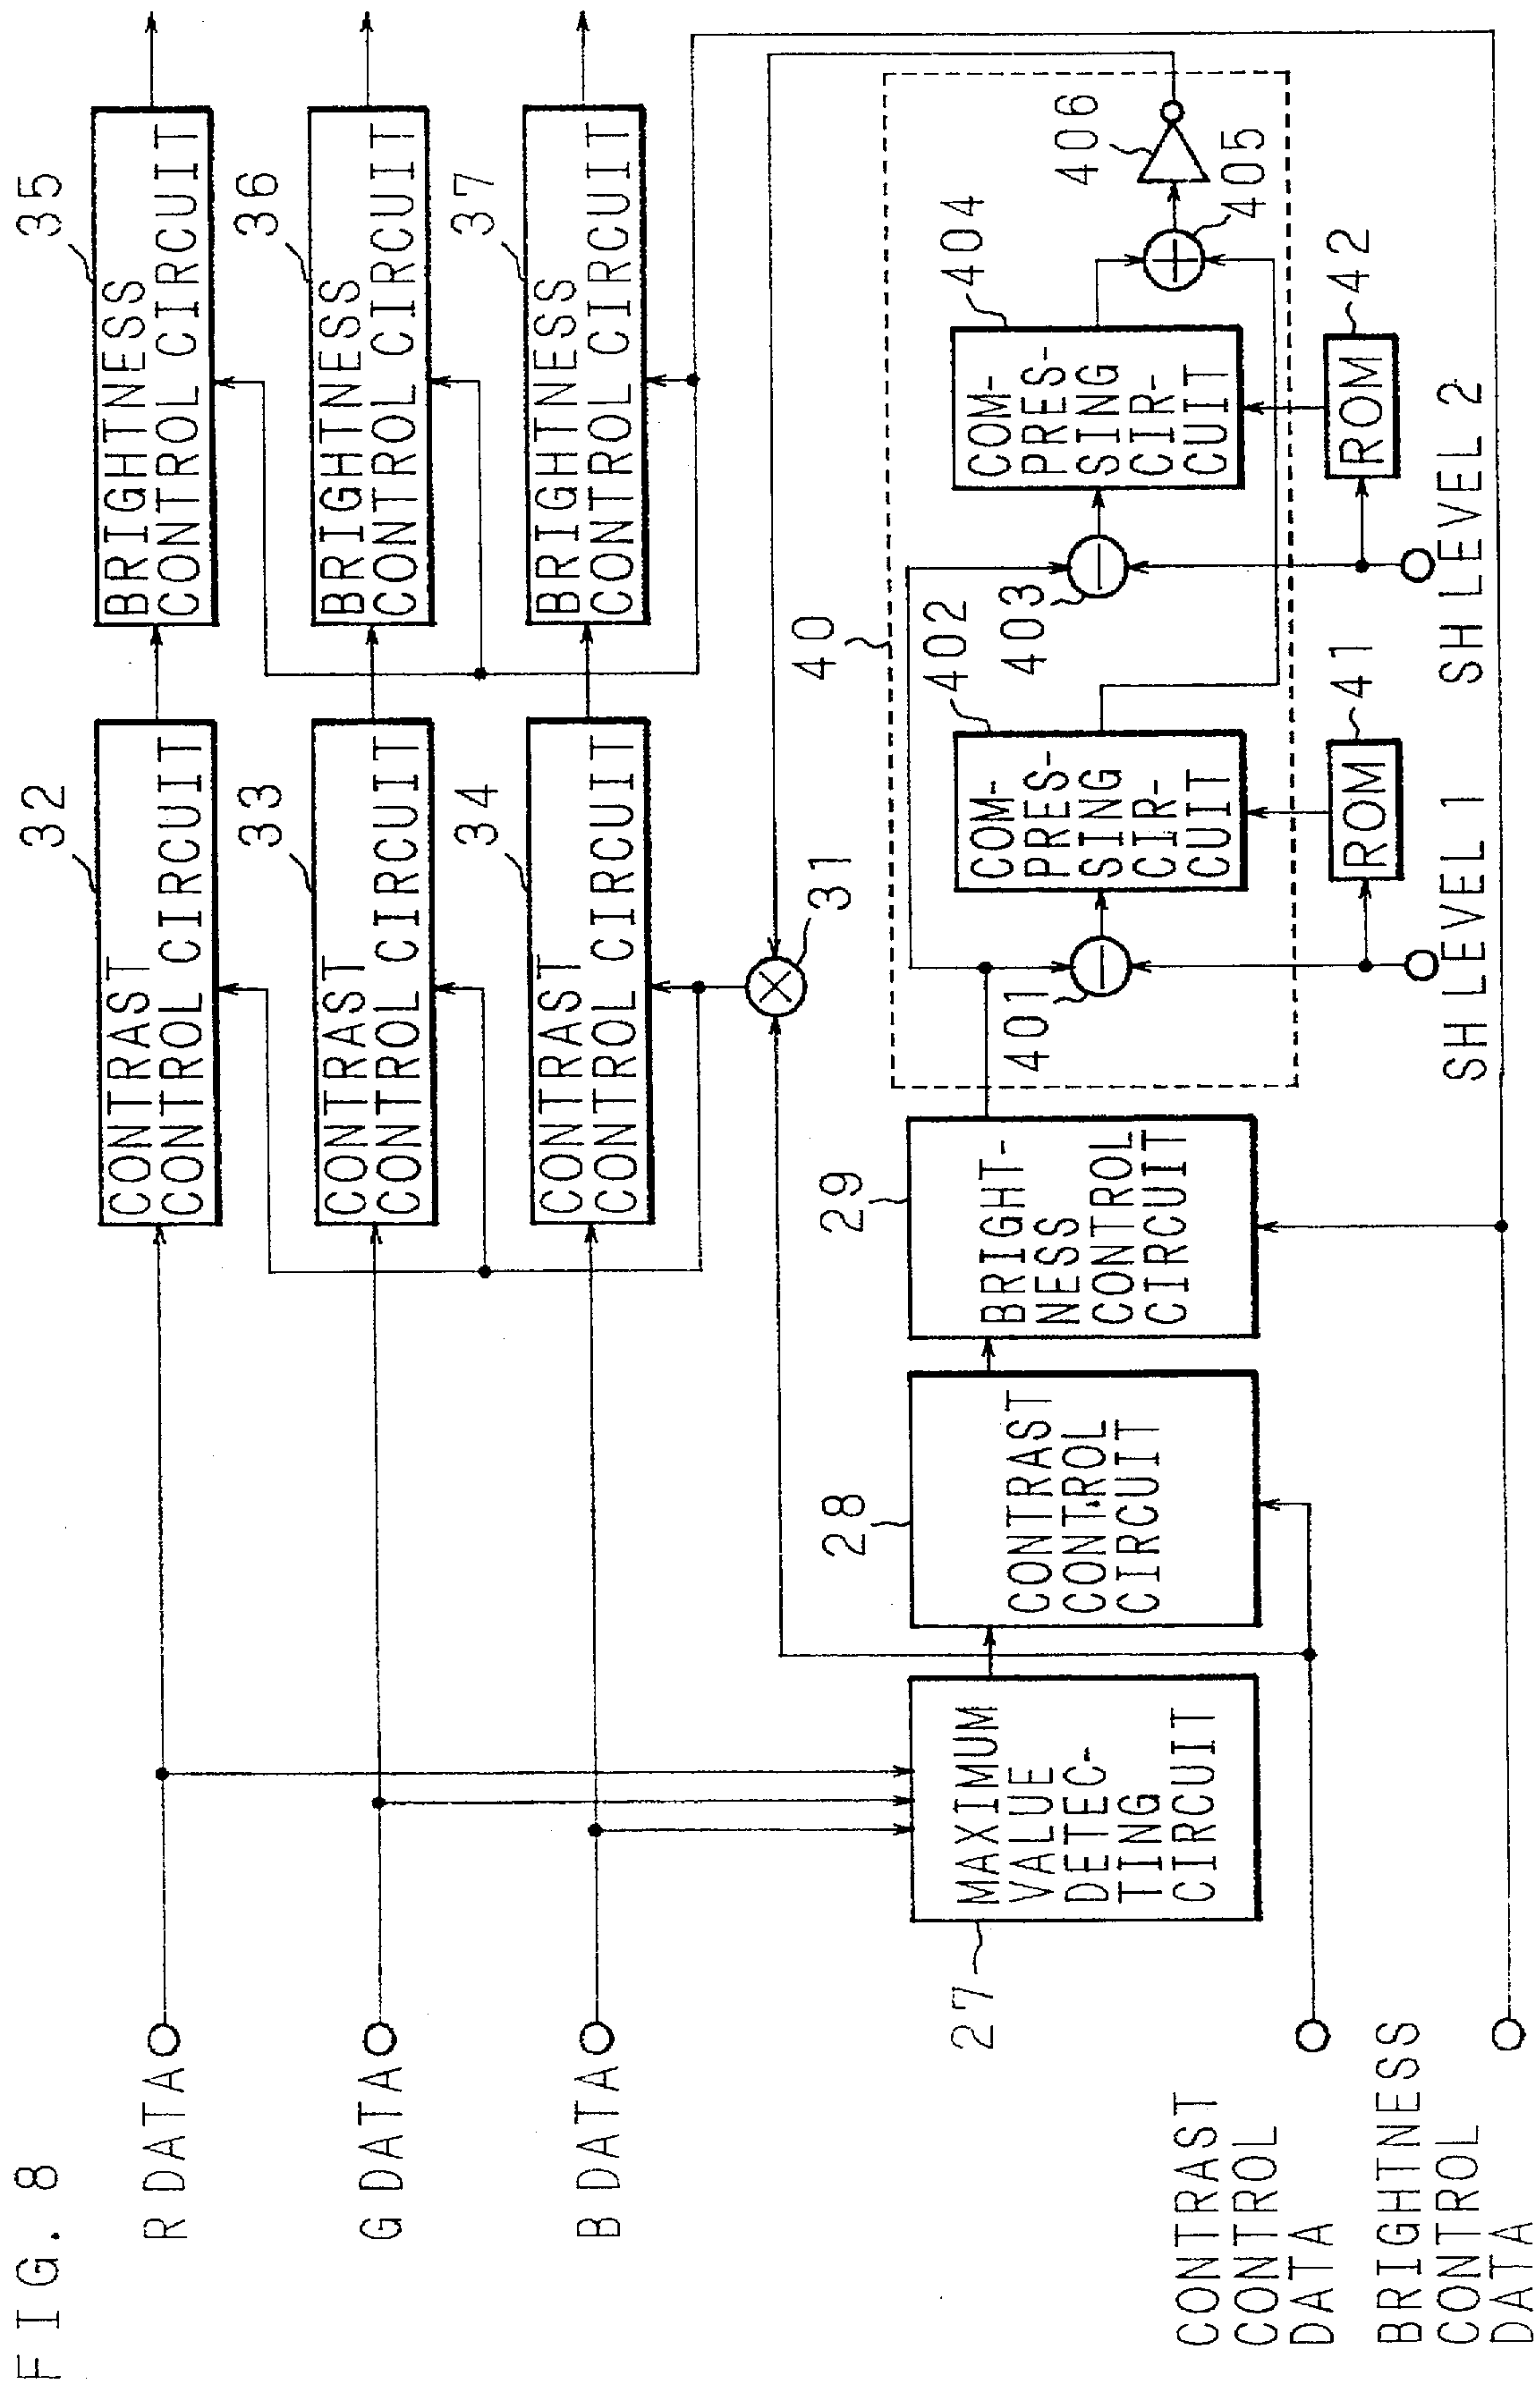 FIG. 8
R DATA
G DATA
B DATA
32
CONTRAST
CONTROL CIRCUIT
33
CONTRAST
CONTROL CIRCUIT
34
CONTRAST
CONTROL CIRCUIT
35
BRIGHTNESS
CONTROL CIRCUIT
36
BRIGHTNESS
CONTROL CIRCUIT
37
BRIGHTNESS
CONTROL CIRCUIT
31
27
MAXIMUM
VALUE
DETEC-
TING
CIRCUIT
28
CONTRAST
CONTROL
CIRCUIT
29
BRIGHT-
NESS
CONTROL
CIRCUIT
40
401
402
COM-
PRES-
SING
CIR-
CUIT
403
404
COM-
PRES-
SING
CIR-
CUIT
405
406
41
ROM
42
ROM
SH LEVEL 1
SH LEVEL 2
CONTRAST
CONTROL
DATA
BRIGHTNESS
CONTROL
DATA